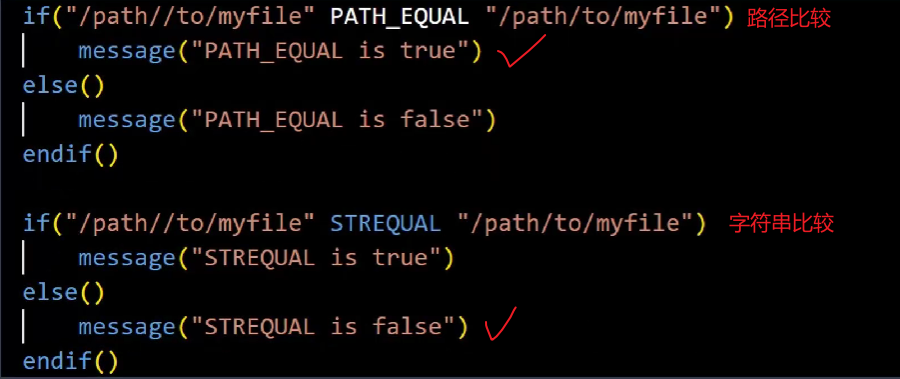 if("/path//to/myfile" PATH_EQUAL "/path/to/myfile") 路径比较
message("PATH_EQUAL is true")
else()
message("PATH_EQUAL is false")
endif()
if("/path//to/myfile" STREQUAL "/path/to/myfile") 字符串比较
message("STREQUAL is true")
else()
message("STREQUAL is false")
endif()